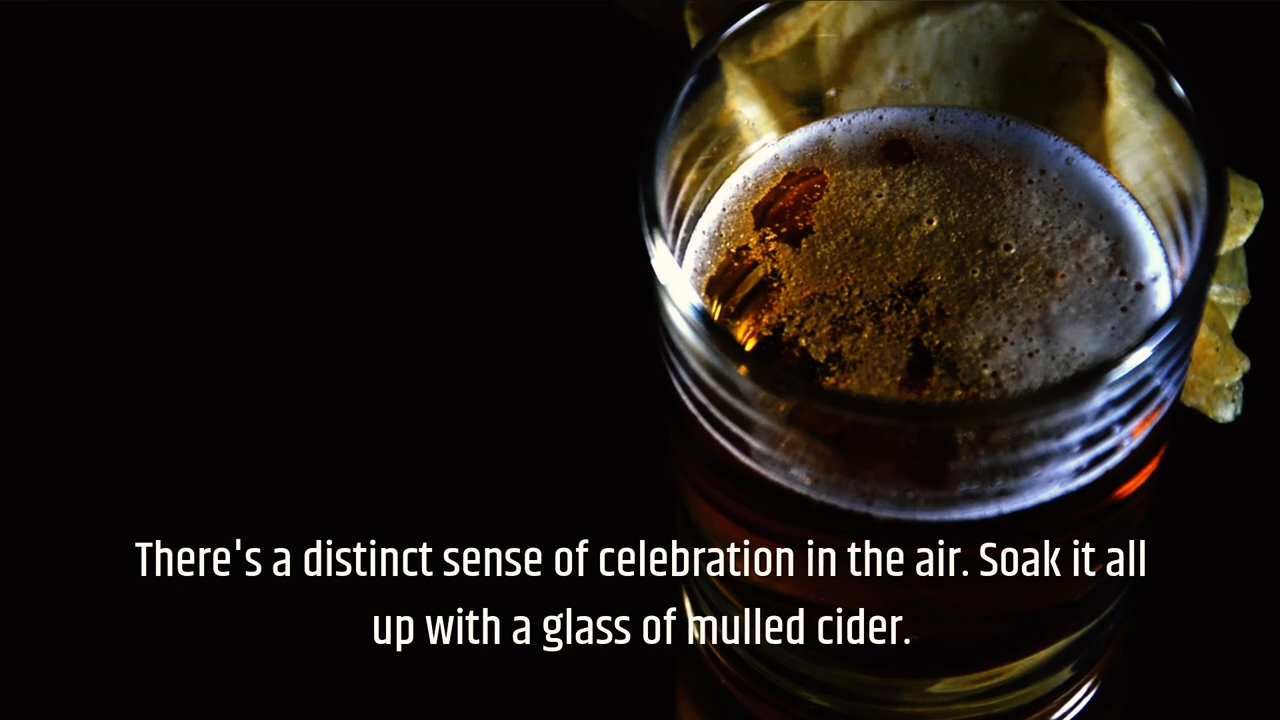 There's a distinct sense of celebration in the air. Soak it all
up with a glass of mulled cider.